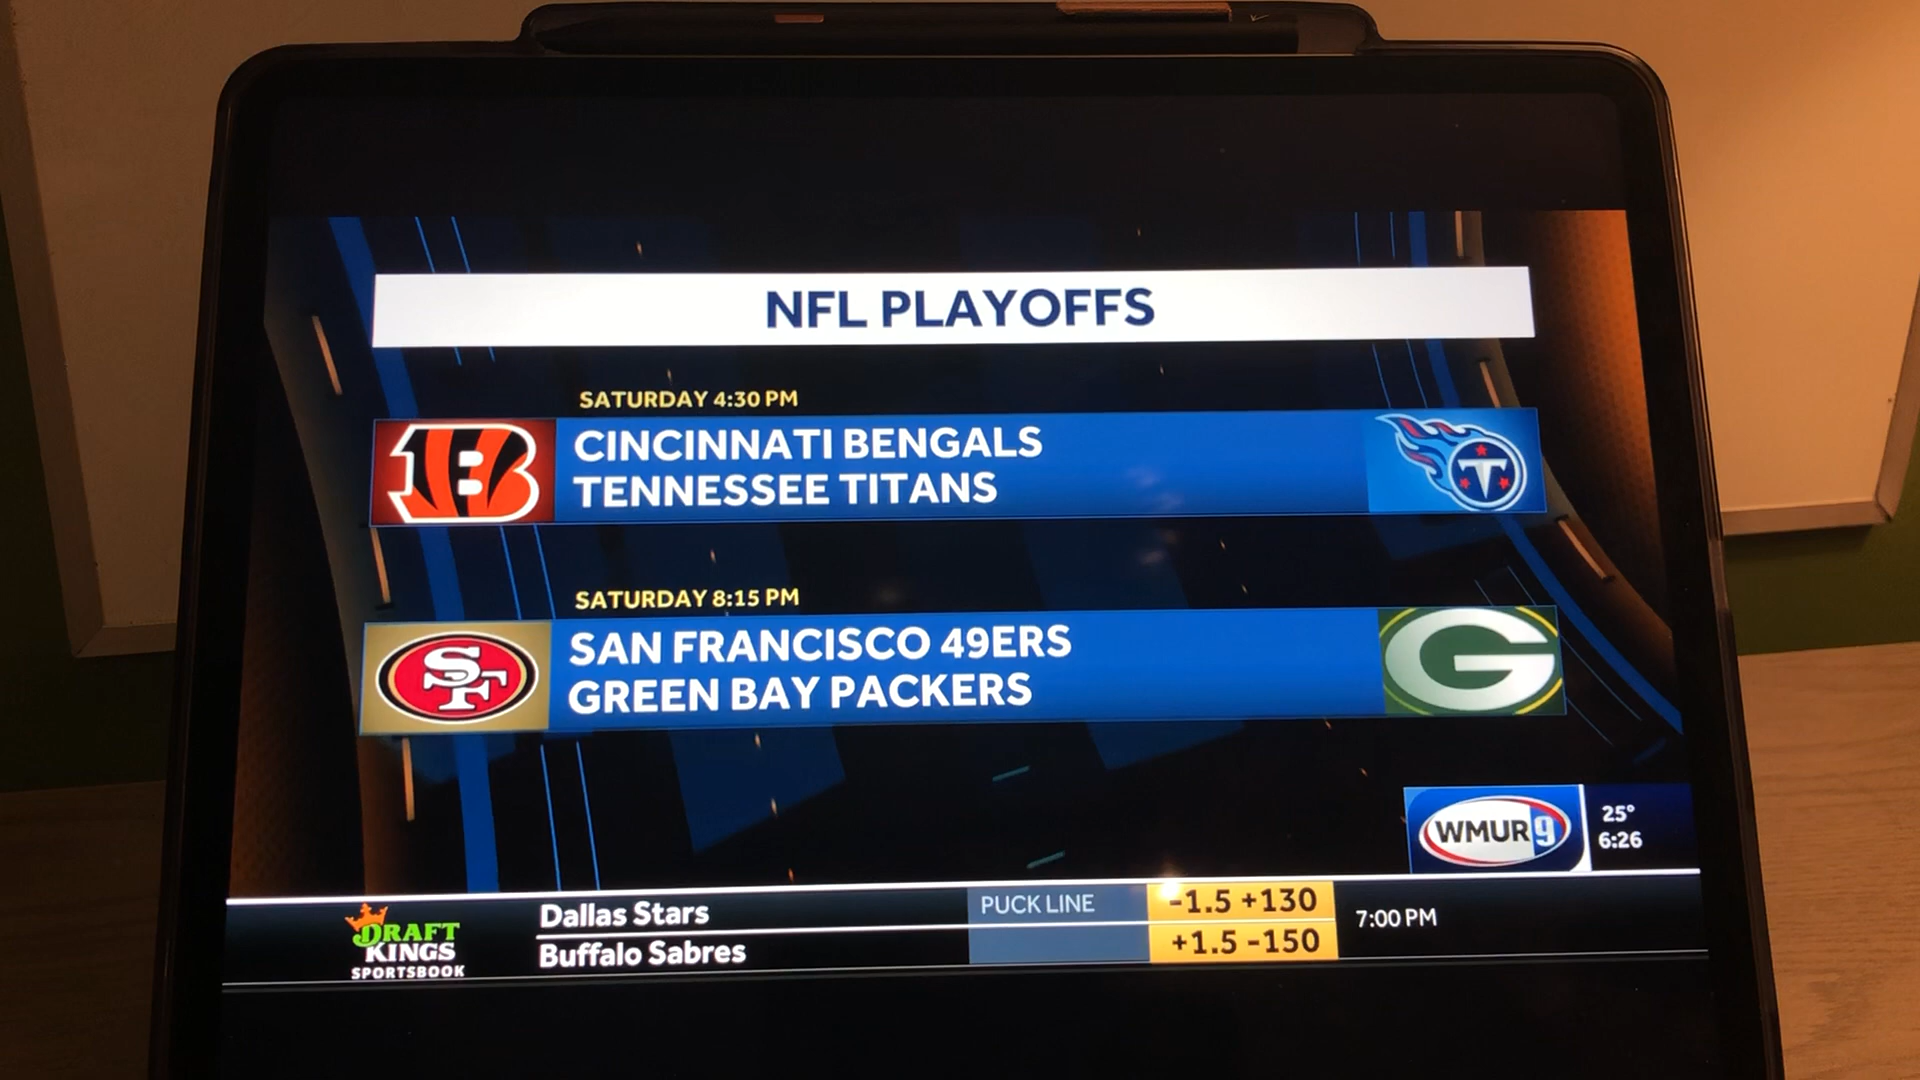 NFL PLAYOFFS
SATURDAY 4:30 PM
B
CINCINNATI BENGALS
TENNESSEE TITANS
T
SATURDAY 8:15 PM
SF
SAN FRANCISCO 49ERS
GREEN BAY PACKERS
G
WMUR 9
25°
6:26
DRAFT
KINGS
SPORTSBOOK
Dallas Stars
Buffalo Sabres
PUCK LINE
-1.5 +130
+1.5 -150
7:00 PM